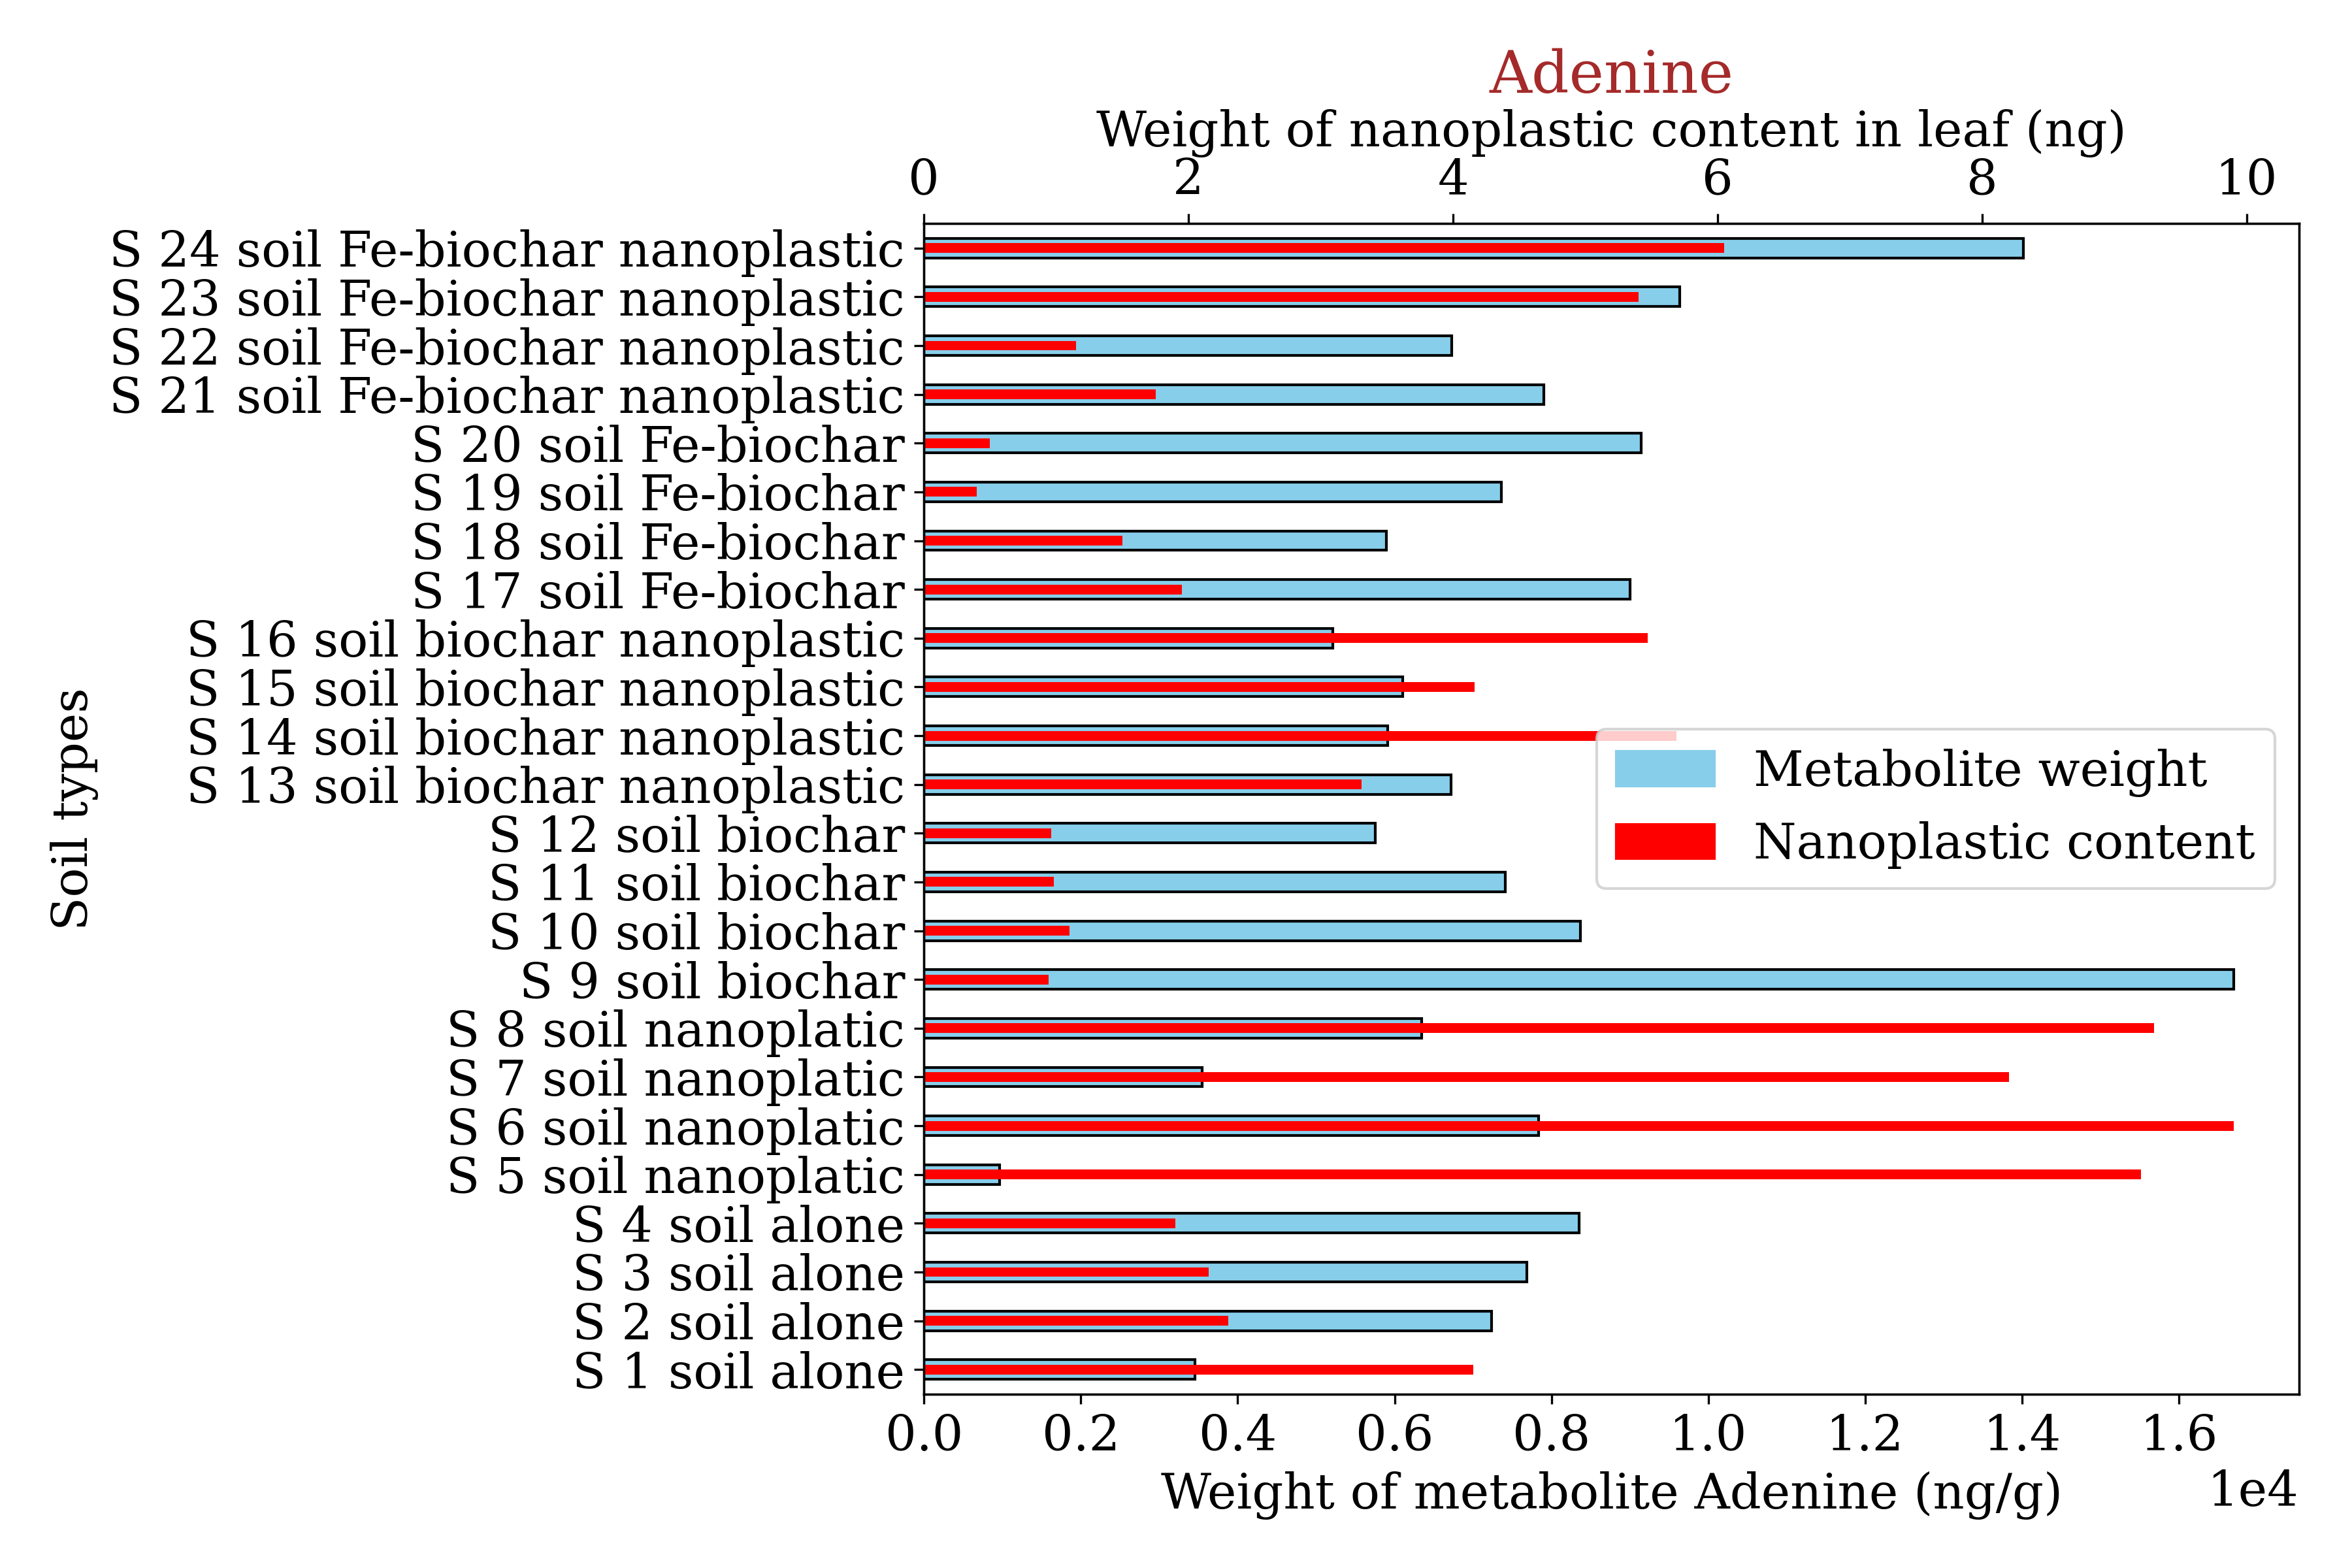 Adenine
Weight of nanoplastic content in leaf (ng)
0 2 4 6 8 10
S 24 soil Fe-biochar nanoplastic
S 23 soil Fe-biochar nanoplastic
S 22 soil Fe-biochar nanoplastic
S 21 soil Fe-biochar nanoplastic
S 20 soil Fe-biochar
S 19 soil Fe-biochar
S 18 soil Fe-biochar
S 17 soil Fe-biochar
S 16 soil biochar nanoplastic
S 15 soil biochar nanoplastic
S 14 soil biochar nanoplastic
S 13 soil biochar nanoplastic
S 12 soil biochar
S 11 soil biochar
S 10 soil biochar
S 9 soil biochar
S 8 soil nanoplatic
S 7 soil nanoplatic
S 6 soil nanoplatic
S 5 soil nanoplatic
S 4 soil alone
S 3 soil alone
S 2 soil alone
S 1 soil alone
Soil types
Metabolite weight
Nanoplastic content
0.0 0.2 0.4 0.6 0.8 1.0 1.2 1.4 1.6
Weight of metabolite Adenine (ng/g)
1e4